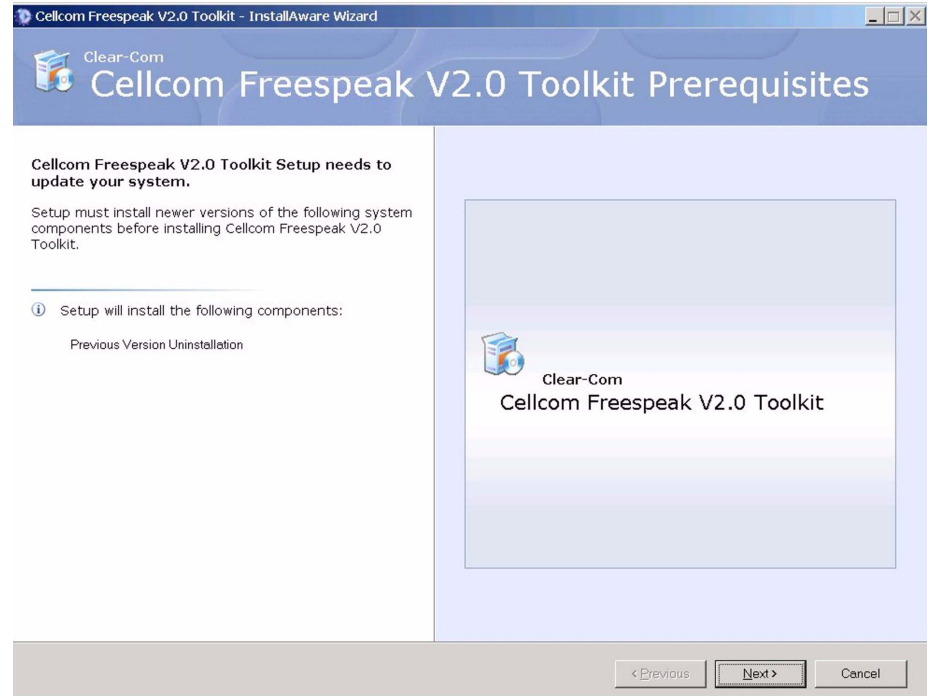 Cellcom Freespeak V2.0 Toolkit - InstallAware Wizard
Clear-Com
Cellcom Freespeak V2.0 Toolkit Prerequisites
Cellcom Freespeak V2.0 Toolkit Setup needs to
update your system.
Setup must install newer versions of the following system
components before installing Cellcom Freespeak V2.0
Toolkit.
Setup will install the following components:
Previous Version Uninstallation
Clear-Com
Cellcom Freespeak V2.0 Toolkit
< Previous
Next >
Cancel